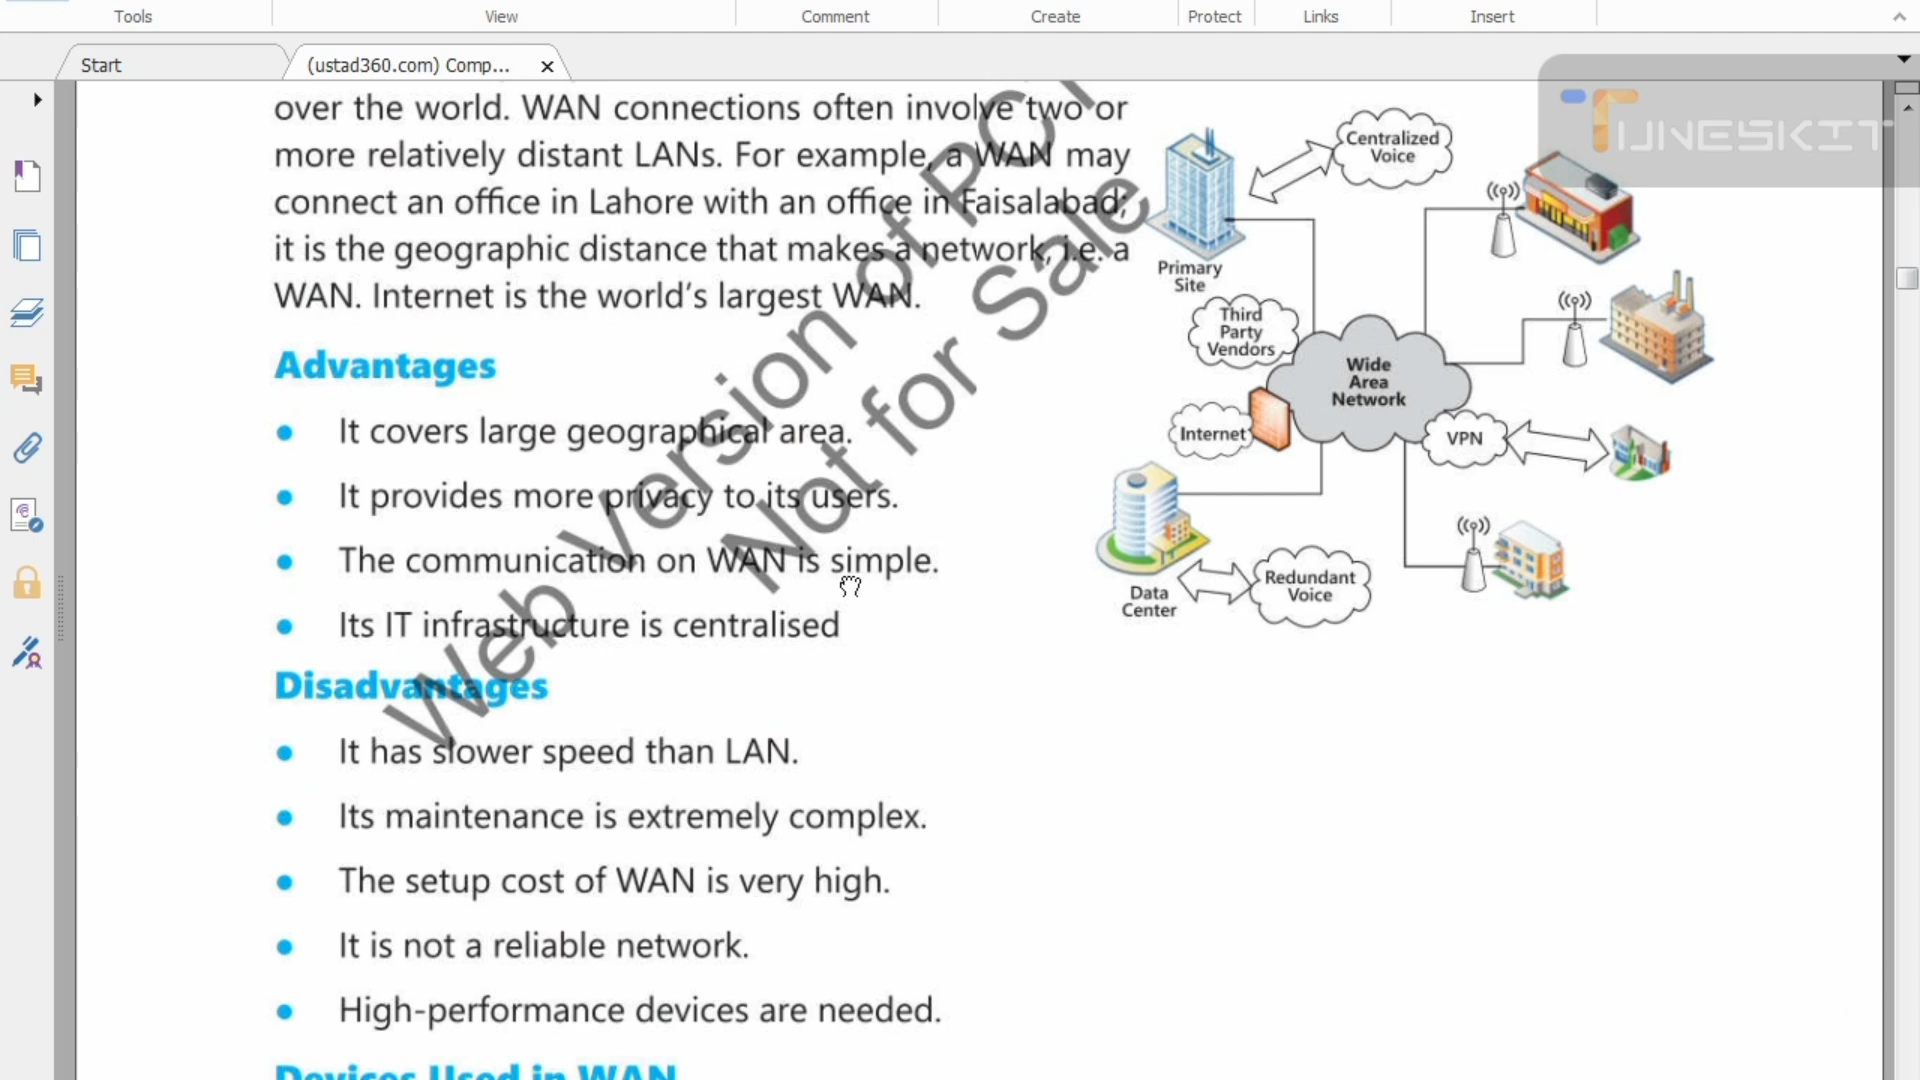 Tools View Comment Create Protect Links Insert
Start (ustad360.com) Comp...
TUNESKIT
over the world. WAN connections often involve two or
more relatively distant LANs. For example, a WAN may
connect an office in Lahore with an office in Faisalabad;
it is the geographic distance that makes a network, i.e. a
WAN. Internet is the world's largest WAN.
Advantages
• It covers large geographical area.
• It provides more privacy to its users.
• The communication on WAN is simple.
• Its IT infrastructure is centralised
Disadvantages
• It has slower speed than LAN.
• Its maintenance is extremely complex.
• The setup cost of WAN is very high.
• It is not a reliable network.
• High-performance devices are needed.
Devices Used in WAN
Centralized
Voice
Primary
Site
Third
Party
Vendors
Wide
Area
Network
Internet
VPN
Data
Center
Redundant
Voice
Web Version of PC
Not for Sale